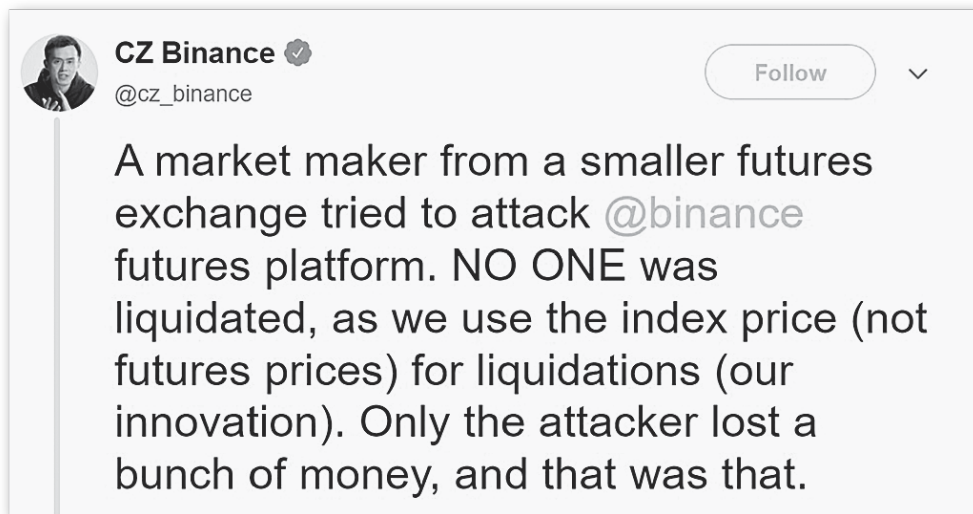 CZ Binance
@cz_binance
Follow
A market maker from a smaller futures
exchange tried to attack @binance
futures platform. NO ONE was
liquidated, as we use the index price (not
futures prices) for liquidations (our
innovation). Only the attacker lost a
bunch of money, and that was that.